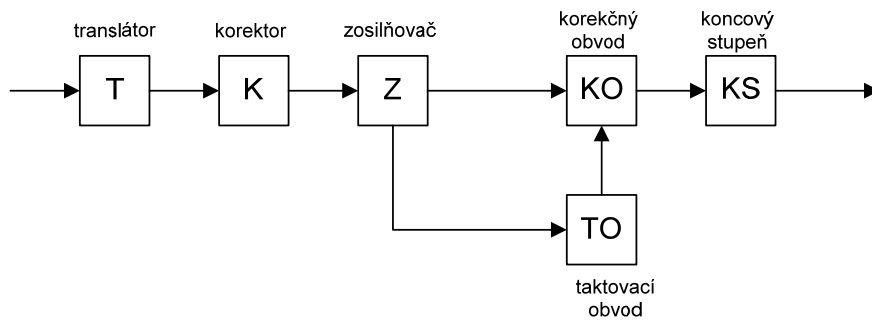 translátor
korektor
zosilňovač
korekčný
obvod
koncový
stupeň
T
K
Z
KO
KS
TO
taktovací
obvod